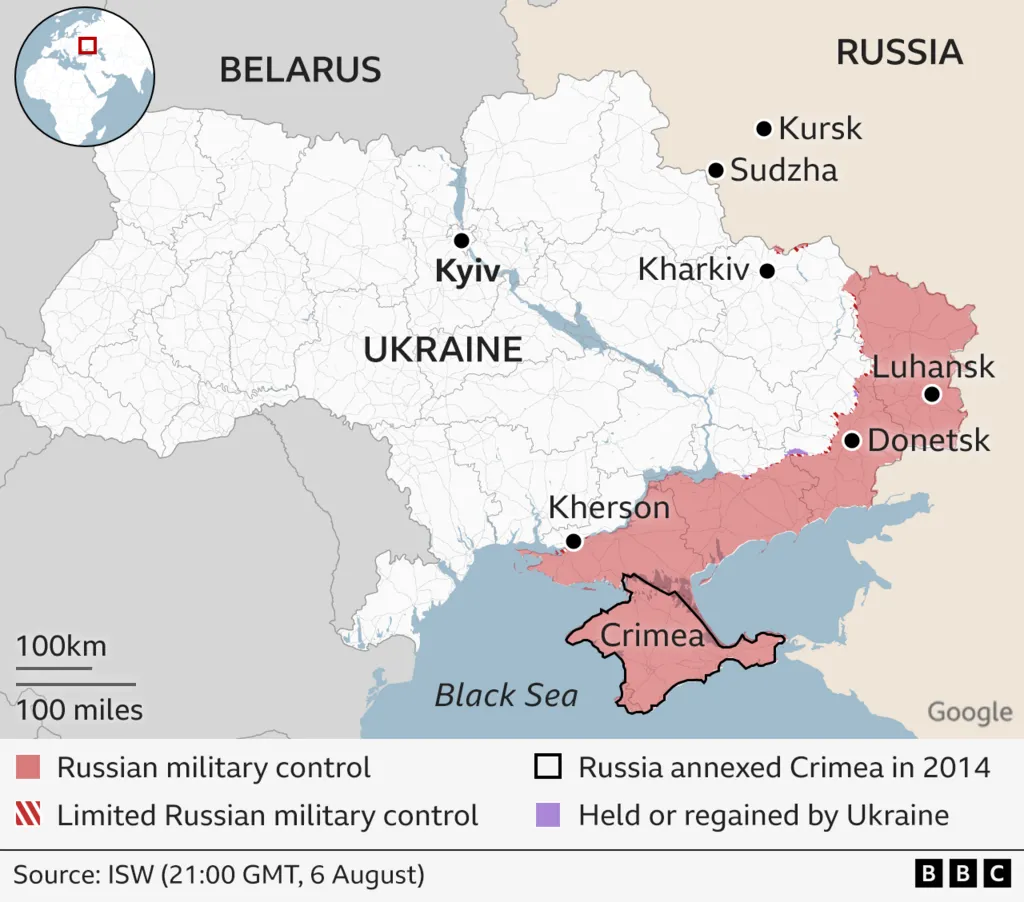 BELARUS
RUSSIA
Kursk
Sudzha
Kharkiv
Kyiv
UKRAINE
Luhansk
Donetsk
Kherson
Crimea
100km
100 miles
Black Sea
Google
Russian military control
Russia annexed Crimea in 2014
Limited Russian military control
Held or regained by Ukraine
Source: ISW (21:00 GMT, 6 August)
BBC